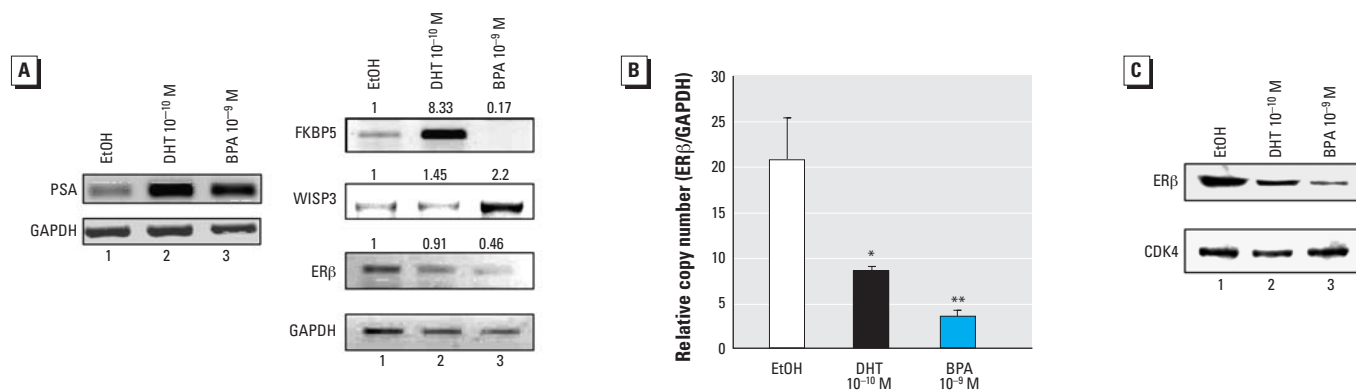 A
EtOH
DHT 10⁻¹⁰ M
BPA 10⁻⁹ M
PSA
GAPDH
1 2 3
EtOH
DHT 10⁻¹⁰ M
BPA 10⁻⁹ M
1 8.33 0.17
FKBP5
1 1.45 2.2
WISP3
1 0.91 0.46
ERβ
GAPDH
1 2 3
B
Relative copy number (ERβ/GAPDH)
30
25
20
15
10
5
0
*
**
EtOH DHT BPA
10⁻¹⁰ M 10⁻⁹ M
C
EtOH
DHT 10⁻¹⁰ M
BPA 10⁻⁹ M
ERβ
CDK4
1 2 3